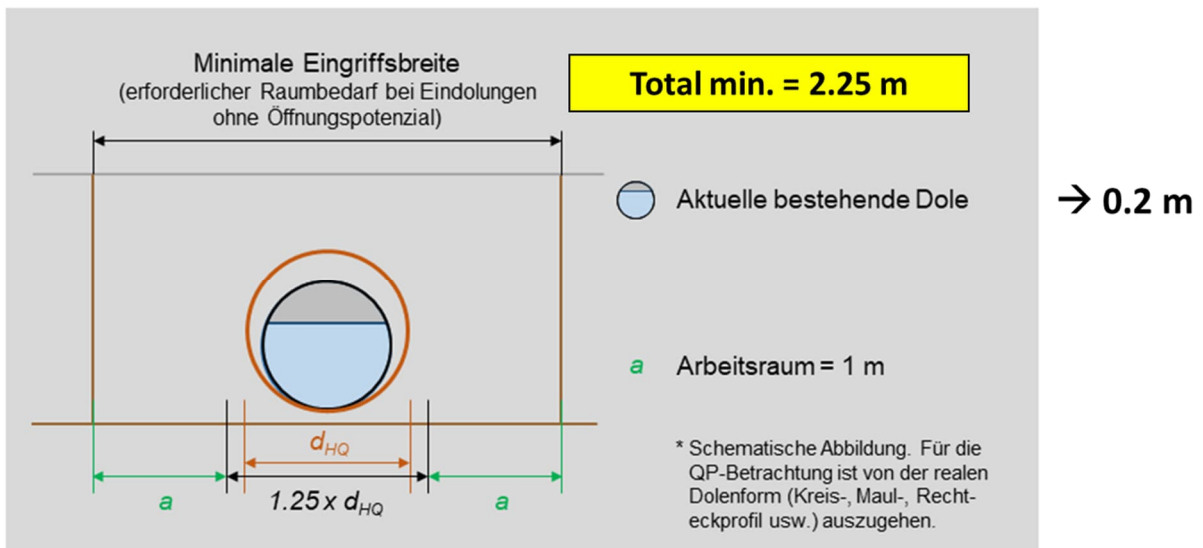 Minimale Eingriffsbreite
(erforderlicher Raumbedarf bei Eindolungen
ohne Öffnungspotenzial)
Total min. = 2.25 m
Aktuelle bestehende Dole
→ 0.2 m
a Arbeitsraum = 1 m
d_HQ
a
1.25 x d_HQ
a
* Schematische Abbildung. Für die
QP-Betrachtung ist von der realen
Dolenform (Kreis-, Maul-, Recht-
eckprofil usw.) auszugehen.